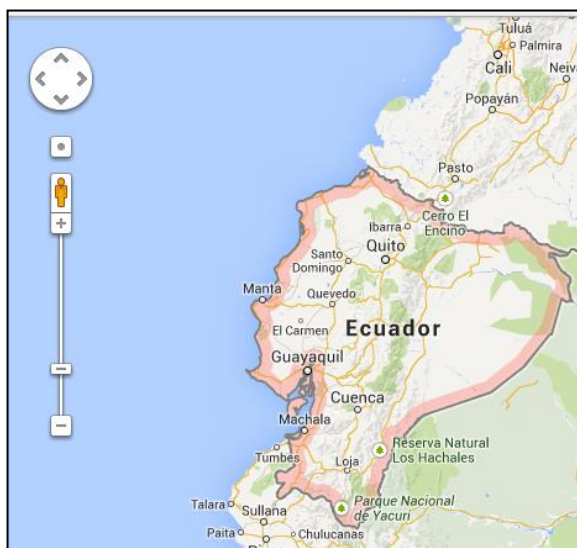 Tuluá
Palmira
Cali
Neiva
Popayán
Pasto
Cerro El
Encino
Ibarra
Quito
Santo
Domingo
Manta
Quevedo
El Carmen
Ecuador
Guayaquil
Cuenca
Machala
Reserva Natural
Los Hachales
Tumbes
Loja
Talara
Parque Nacional
de Yacuri
Sullana
Paita
Chulucanas